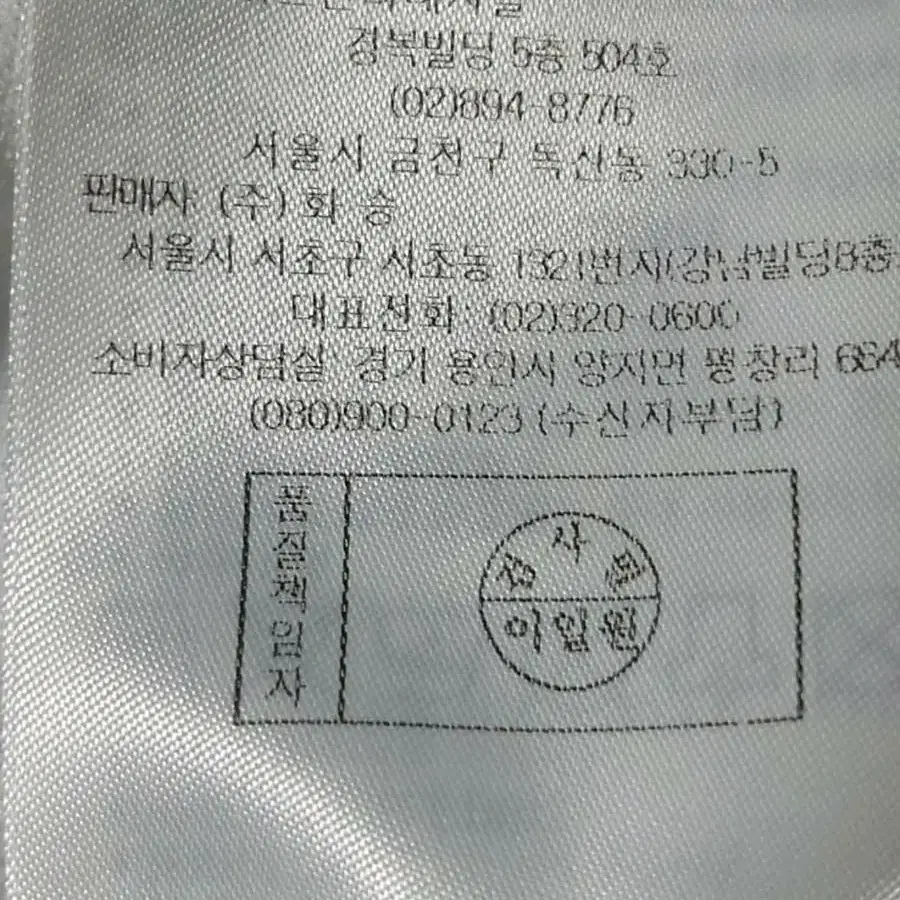 경복빌딩 5층 504호
(02)894-8776
서울시 금천구 독산동 330-5
판매자: (주) 화 승
서울시 서초구 서초동 1321번지(강남빌딩8층
대표전화: (02)320-0600
소비자상담실: 경기 용인시 양지면 평창리 664
(080)900-0123 (수신자부담)
품질책임자
검사필
이일원